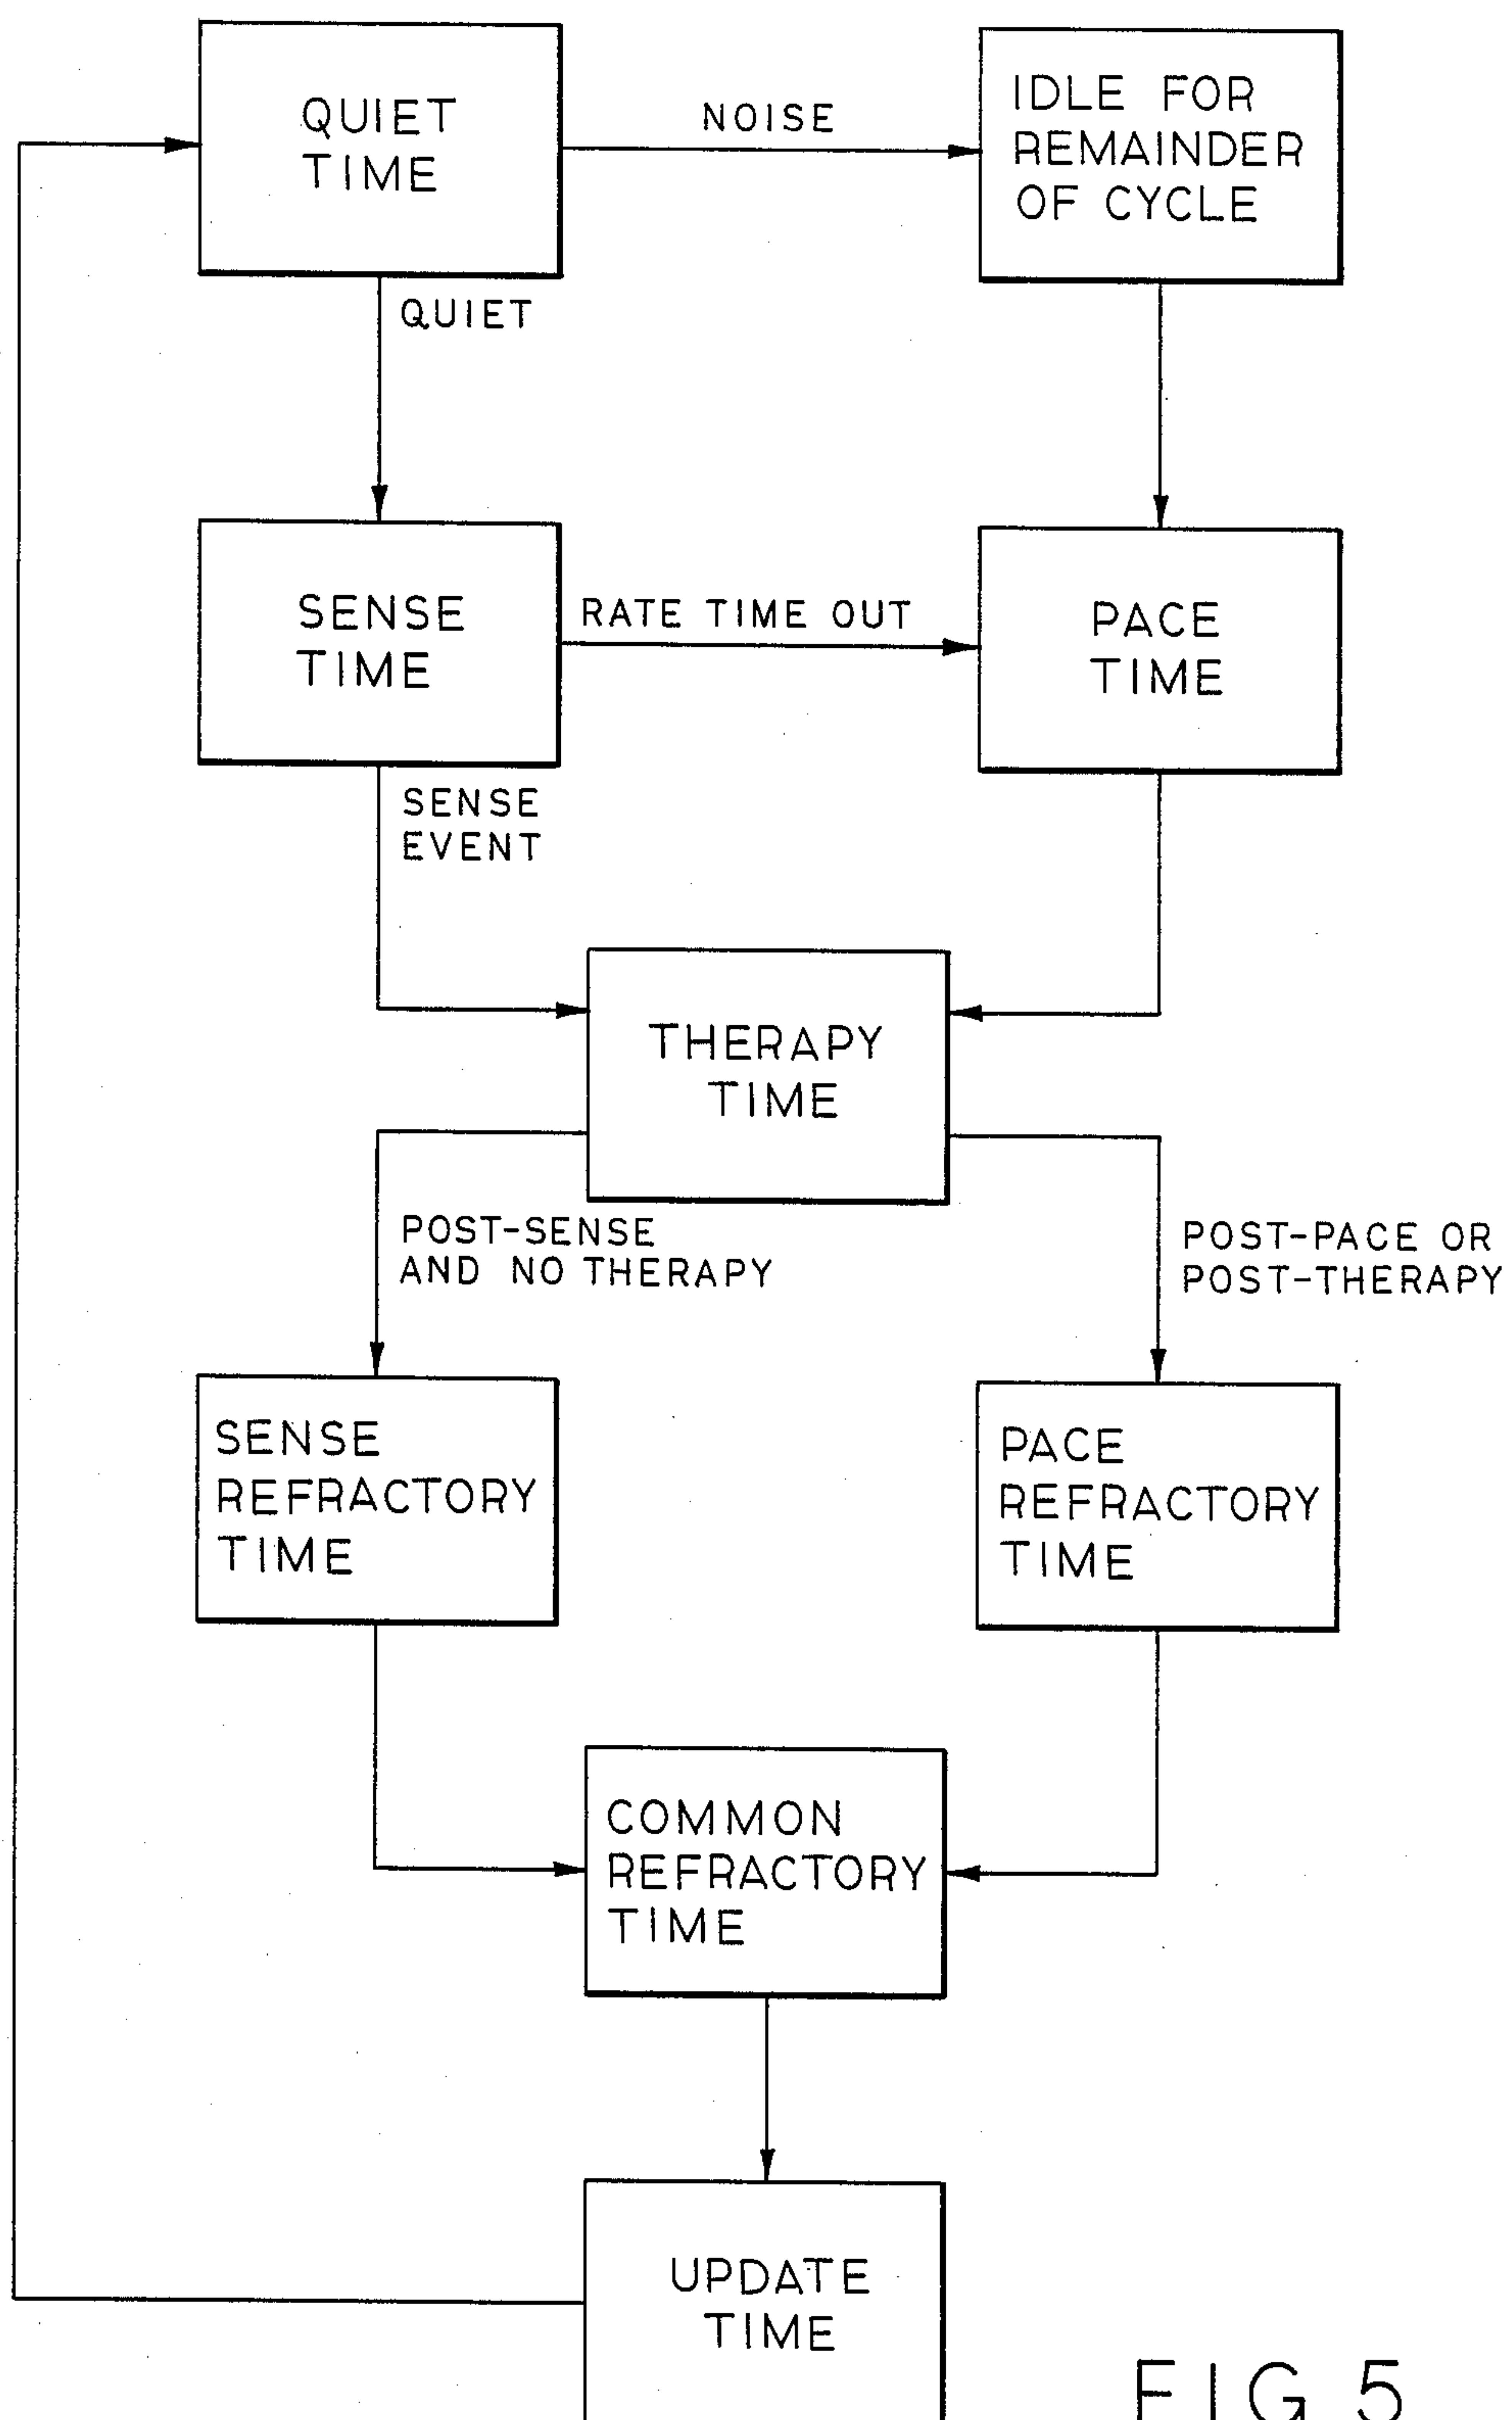 QUIET
TIME
NOISE
IDLE FOR
REMAINDER
OF CYCLE
QUIET
SENSE
TIME
RATE TIME OUT
PACE
TIME
SENSE
EVENT
THERAPY
TIME
POST-SENSE
AND NO THERAPY
POST-PACE OR
POST-THERAPY
SENSE
REFRACTORY
TIME
PACE
REFRACTORY
TIME
COMMON
REFRACTORY
TIME
UPDATE
TIME
FIG 5